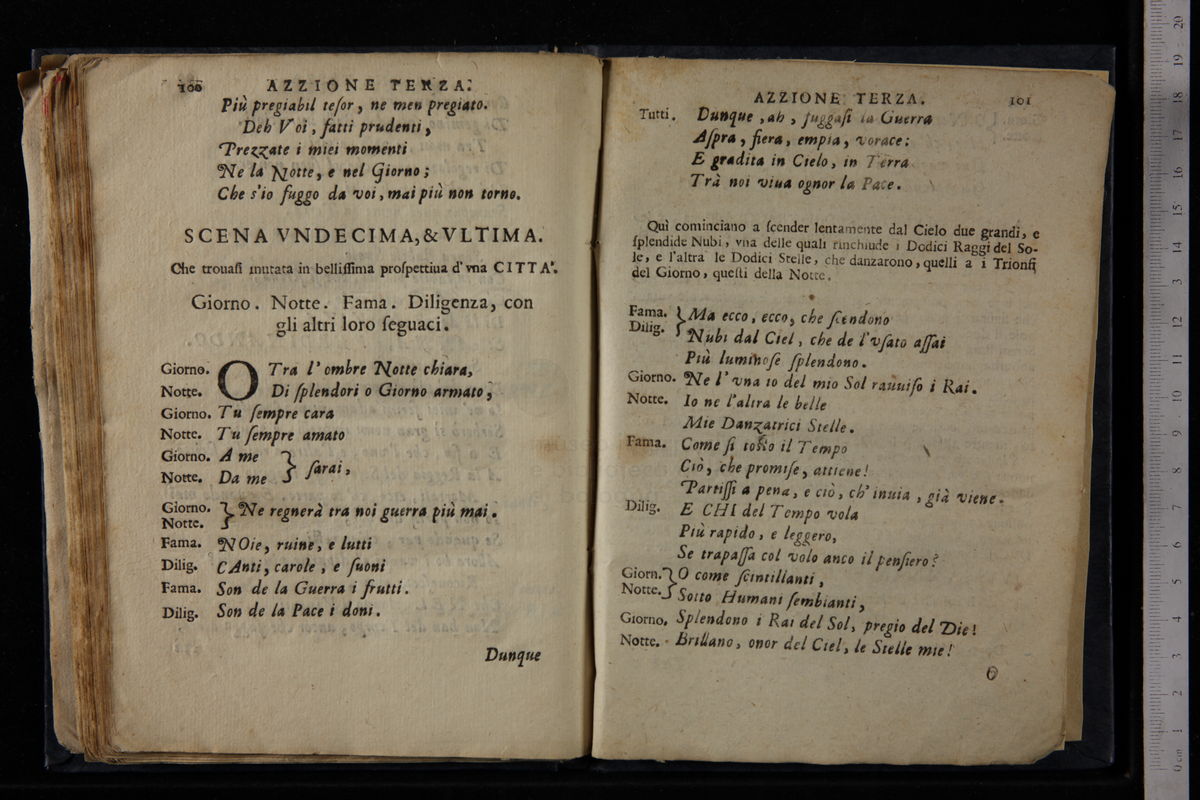 100 AZZIONE TERZA.
Più pregiabil teſor, ne men pregiato.
Deh Voi, fatti prudenti,
Prezzate i miei momenti
Ne la Notte, e nel Giorno;
Che s'io fuggo da voi, mai più non torno.
SCENA VNDECIMA, & VLTIMA.
Che trouaſi mutata in belliſſima proſpettiua d'vna CITTA'.
Giorno. Notte. Fama. Diligenza, con
gli altri loro ſeguaci.
Giorno. O Tra l'ombre Notte chiara,
Notte. Di ſplendori o Giorno armato,
Giorno. Tu ſempre cara
Notte. Tu ſempre amato
Giorno. A me
Notte. Da me } ſarai,
Giorno. Notte. } Ne regnerà tra noi guerra più mai.
Fama. NOie, ruine, e lutti
Dilig. CAnti, carole, e ſuoni
Fama. Son de la Guerra i frutti.
Dilig. Son de la Pace i doni.
Dunque
AZZIONE TERZA. 101
Tutti. Dunque, ah, fuggaſi la Guerra
Aſpra, fiera, empia, vorace:
E gradita in Cielo, in Terra
Trà noi viua ognor la Pace.
Quì cominciano a ſcender lentamente dal Cielo due grandi, e
ſplendide Nubi, vna delle quali rinchiude i Dodici Raggi del So-
le, e l'altra le Dodici Stelle, che danzarono, quelli a i Trionfi
del Giorno, queſti della Notte.
Fama. Dilig. } Ma ecco, ecco, che ſcendono
Nubi dal Ciel, che de l'vſato aſſai
Più luminoſe ſplendono.
Giorno. Ne l'vna io del mio Sol rauuiſo i Rai.
Notte. Io ne l'altra le belle
Mie Danzatrici Stelle.
Fama. Come ſi toſto il Tempo
Ciò, che promiſe, attiene!
Partiſſi a pena, e ciò, ch'inuia, già viene.
Dilig. E CHI del Tempo vola
Più rapido, e leggero,
Se trapaſſa col volo anco il penſiero?
Giorn. Notte. } O come ſcintillanti,
Sotto Humani ſembianti,
Giorno. Splendono i Rai del Sol, pregio del Die!
Notte. Brillano, onor del Ciel, le Stelle mie!
O